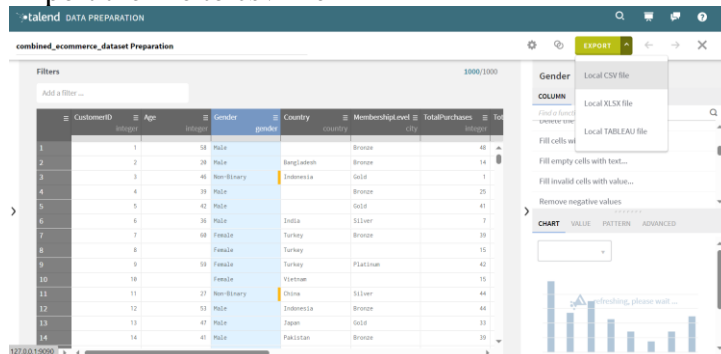 talend DATA PREPARATION
combined_ecommerce_dataset Preparation
EXPORT
Filters
1000/1000
Add a filter ...
Gender
COLUMN
Local CSV file
Local XLSX file
Local TABLEAU file
CustomerID Age Gender Country MembershipLevel TotalPurchases Tot
integer integer gender country city integer
1 1 58 Male Bronze 48
2 2 20 Male Bangladesh Bronze 14
3 3 46 Non-Binary Indonesia Gold 1
4 4 39 Male Bronze 25
5 5 42 Male Gold 41
6 6 36 Male India Silver 7
7 7 60 Female Turkey Bronze 39
8 8 Female Turkey 15
9 9 59 Female Turkey Platinum 42
10 10 Female Vietnam 15
11 11 27 Non-Binary China Silver 44
12 12 53 Male Indonesia Bronze 44
13 13 47 Male Japan Gold 33
14 14 41 Male Pakistan Bronze 39
Find a functi
Delete the
Fill cells w
Fill empty cells with text...
Fill invalid cells with value...
Remove negative values
CHART VALUE PATTERN ADVANCED
refreshing, please wait ...
127.0.0.1:9090